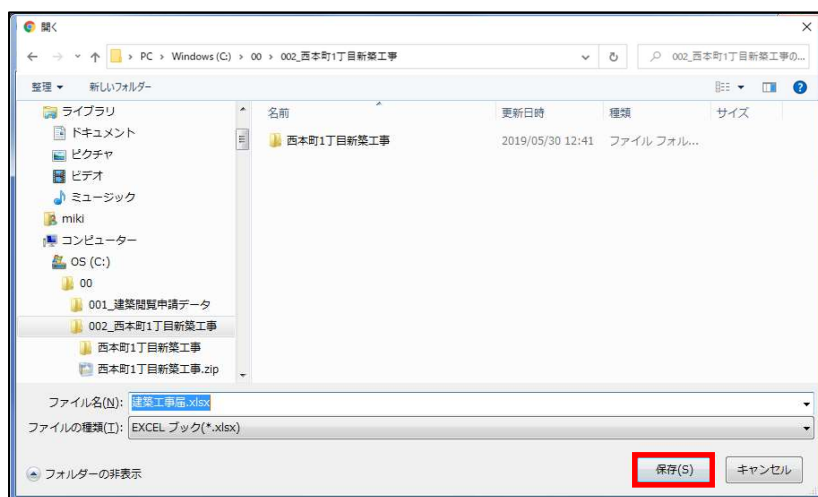 開く
PC › Windows (C:) › 00 › 002_西本町1丁目新築工事
002_西本町1丁目新築工事の...
整理 新しいフォルダー
ライブラリ
ドキュメント
ピクチャ
ビデオ
ミュージック
miki
コンピューター
OS (C:)
00
001_建築閲覧申請データ
002_西本町1丁目新築工事
西本町1丁目新築工事
西本町1丁目新築工事.zip
名前 更新日時 種類 サイズ
西本町1丁目新築工事 2019/05/30 12:41 ファイル フォル...
ファイル名(N): 建築工事届.xlsx
ファイルの種類(T): EXCEL ブック(*.xlsx)
フォルダーの非表示 保存(S) キャンセル